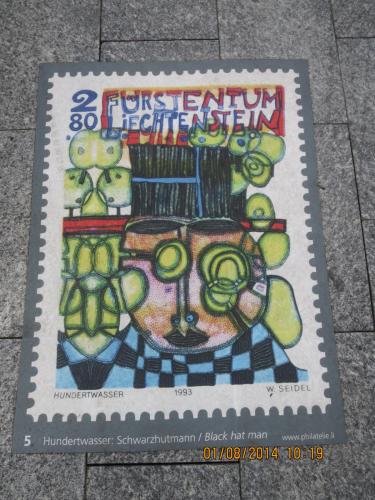 2
80
FÜRSTENTUM
LIECHTENSTEIN
HUNDERTWASSER 1993 W. SEIDEL
5 Hundertwasser: Schwarzhutmann / Black hat man www.philatelie.li
01/08/2014 10:19